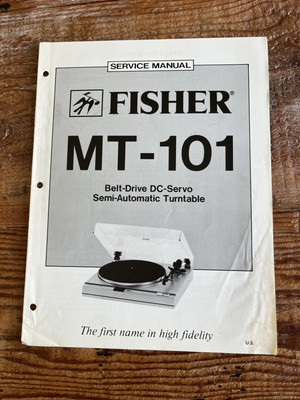 SERVICE MANUAL
FISHER®
MT-101
Belt-Drive DC-Servo
Semi-Automatic Turntable
The first name in high fidelity
U.S.